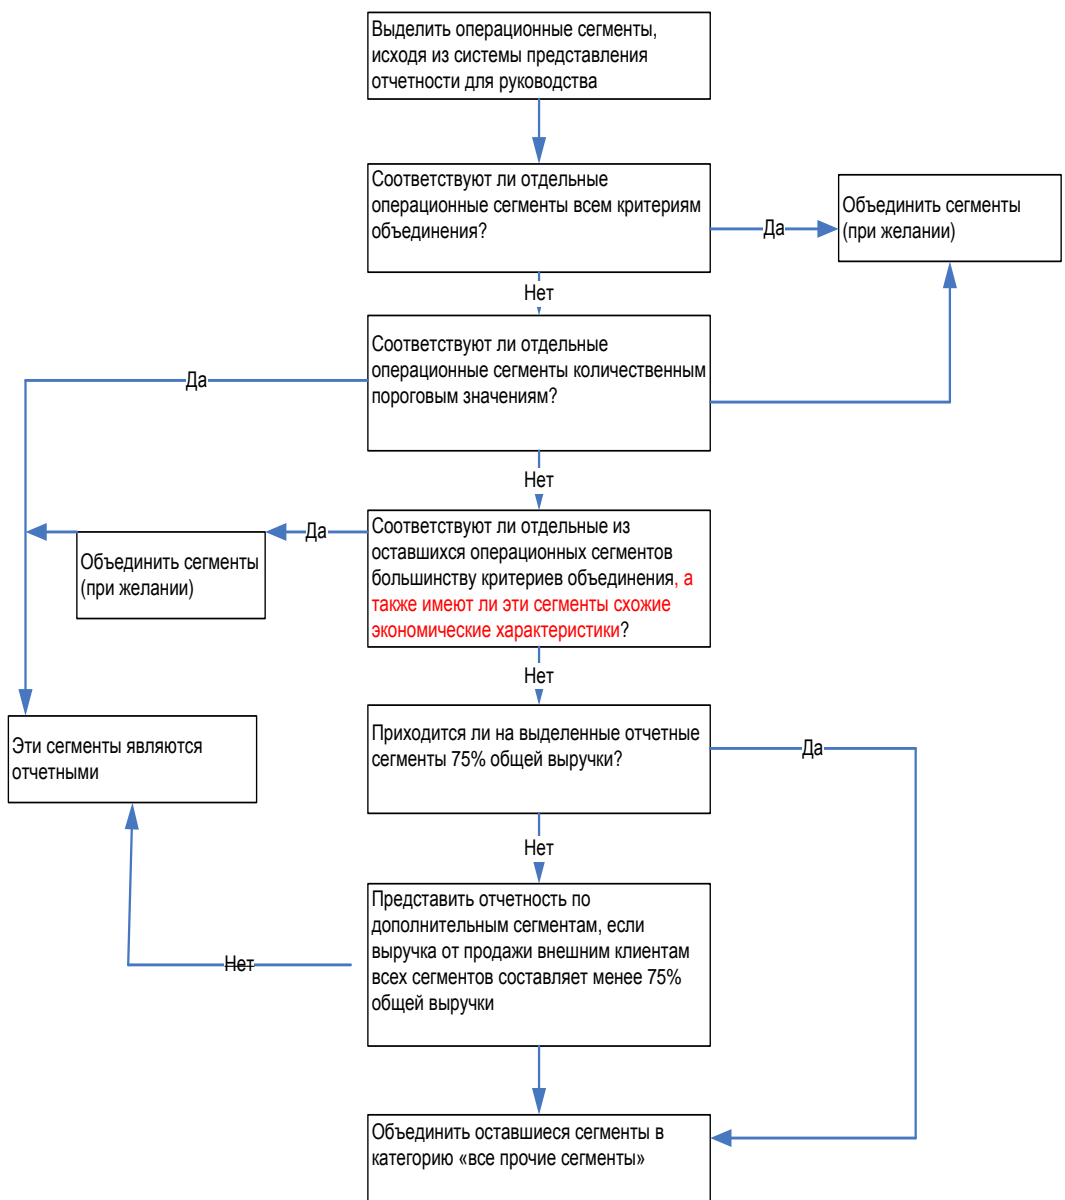 Выделить операционные сегменты,
исходя из системы представления
отчетности для руководства
Соответствуют ли отдельные
операционные сегменты всем критериям
объединения?
Да
Объединить сегменты
(при желании)
Нет
Соответствуют ли отдельные
операционные сегменты количественным
пороговым значениям?
Да
Нет
Соответствуют ли отдельные из
оставшихся операционных сегментов
большинству критериев объединения, а
также имеют ли эти сегменты схожие
экономические характеристики?
Да
Объединить сегменты
(при желании)
Нет
Эти сегменты являются
отчетными
Приходится ли на выделенные отчетные
сегменты 75% общей выручки?
Да
Нет
Представить отчетность по
дополнительным сегментам, если
выручка от продажи внешним клиентам
всех сегментов составляет менее 75%
общей выручки
Нет
Объединить оставшиеся сегменты в
категорию «все прочие сегменты»